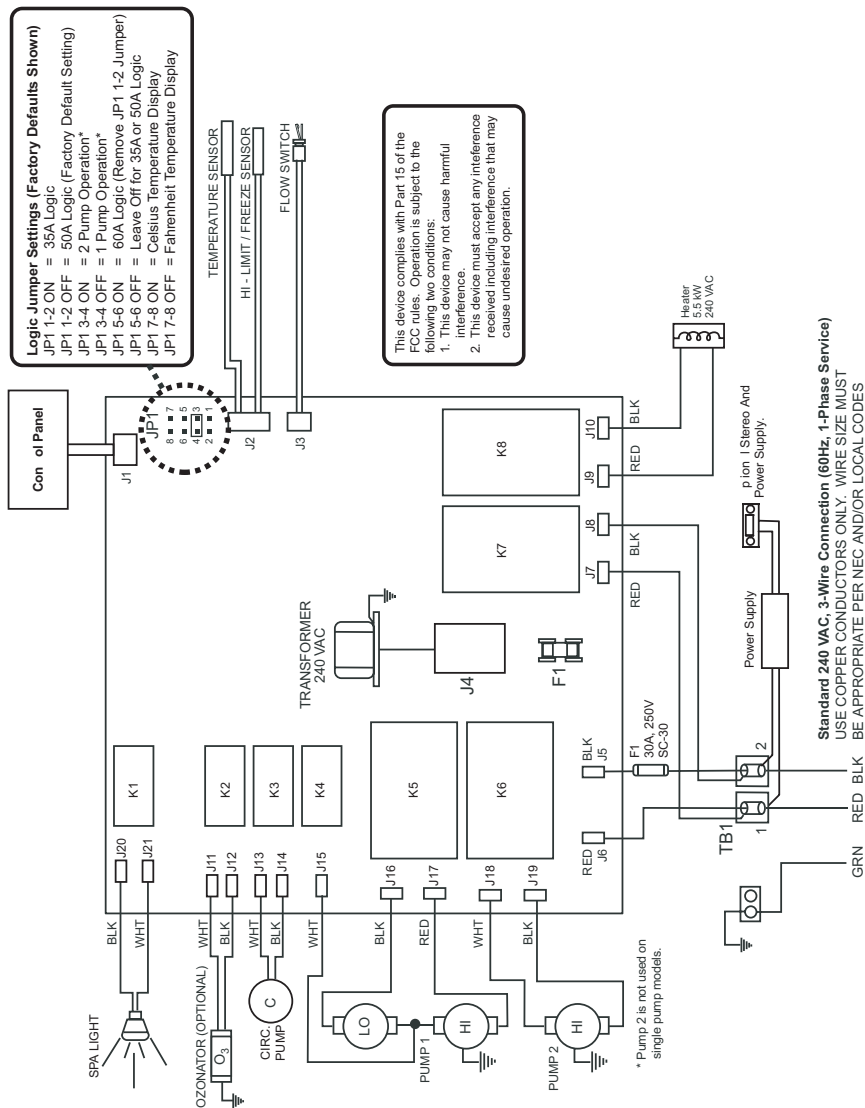 Con ol Panel
Logic Jumper Settings (Factory Defaults Shown)
JP1 1-2 ON = 35A Logic
JP1 1-2 OFF = 50A Logic (Factory Default Setting)
JP1 3-4 ON = 2 Pump Operation*
JP1 3-4 OFF = 1 Pump Operation*
JP1 5-6 ON = 60A Logic (Remove JP1 1-2 Jumper)
JP1 5-6 OFF = Leave Off for 35A or 50A Logic
JP1 7-8 ON = Celsius Temperature Display
JP1 7-8 OFF = Fahrenheit Temperature Display
J1
JP1
8 7
6 5
4 3
2 1
J2
J3
TEMPERATURE SENSOR
HI - LIMIT / FREEZE SENSOR
FLOW SWITCH
This device complies with Part 15 of the
FCC rules. Operation is subject to the
following two conditions:
1. This device may not cause harmful
interference.
2. This device must accept any interference
received including interference that may
cause undesired operation.
SPA LIGHT
BLK
WHT
J20
J21
K1
OZONATOR (OPTIONAL)
O3
WHT
BLK
J11
J12
K2
CIRC.
PUMP
C
WHT
BLK
J13
J14
K3
WHT
J15
K4
TRANSFORMER
240 VAC
J4
F1
LO
PUMP 1
HI
BLK
RED
J16
J17
K5
PUMP 2
HI
WHT
BLK
J18
J19
K6
K7
K8
RED
J6
BLK
J5
J7
RED
J8
BLK
J9
RED
J10
BLK
Heater
5.5 kW
240 VAC
F1
30A, 250V
SC-30
TB1
1
2
Power Supply
p ion l Stereo And
Power Supply.
* Pump 2 is not used on
single pump models.
GRN
RED
BLK
Standard 240 VAC, 3-Wire Connection (60Hz, 1-Phase Service)
USE COPPER CONDUCTORS ONLY. WIRE SIZE MUST
BE APPROPRIATE PER NEC AND/OR LOCAL CODES